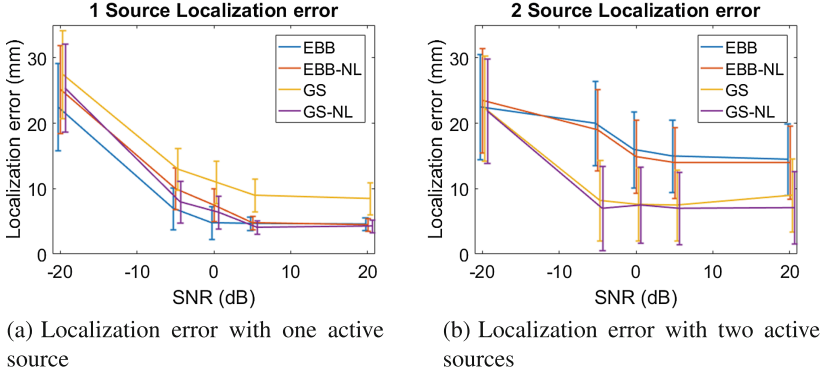 1 Source Localization error
Localization error (mm)
30
20
10
0
-20
-10
0
10
20
SNR (dB)
EBB
EBB-NL
GS
GS-NL
(a) Localization error with one active
source
2 Source Localization error
Localization error (mm)
30
20
10
0
-20
-10
0
10
20
SNR (dB)
EBB
EBB-NL
GS
GS-NL
(b) Localization error with two active
sources